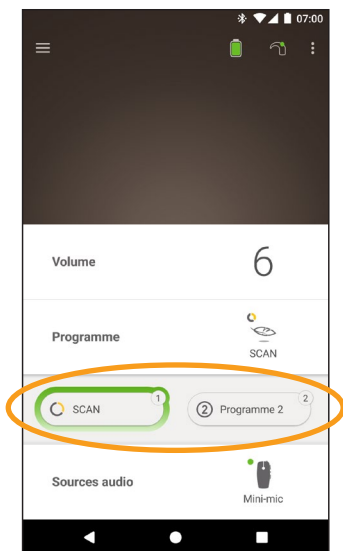 07:00
Volume 6
Programme
SCAN
SCAN 1
2 Programme 2 2
Sources audio
Mini-mic